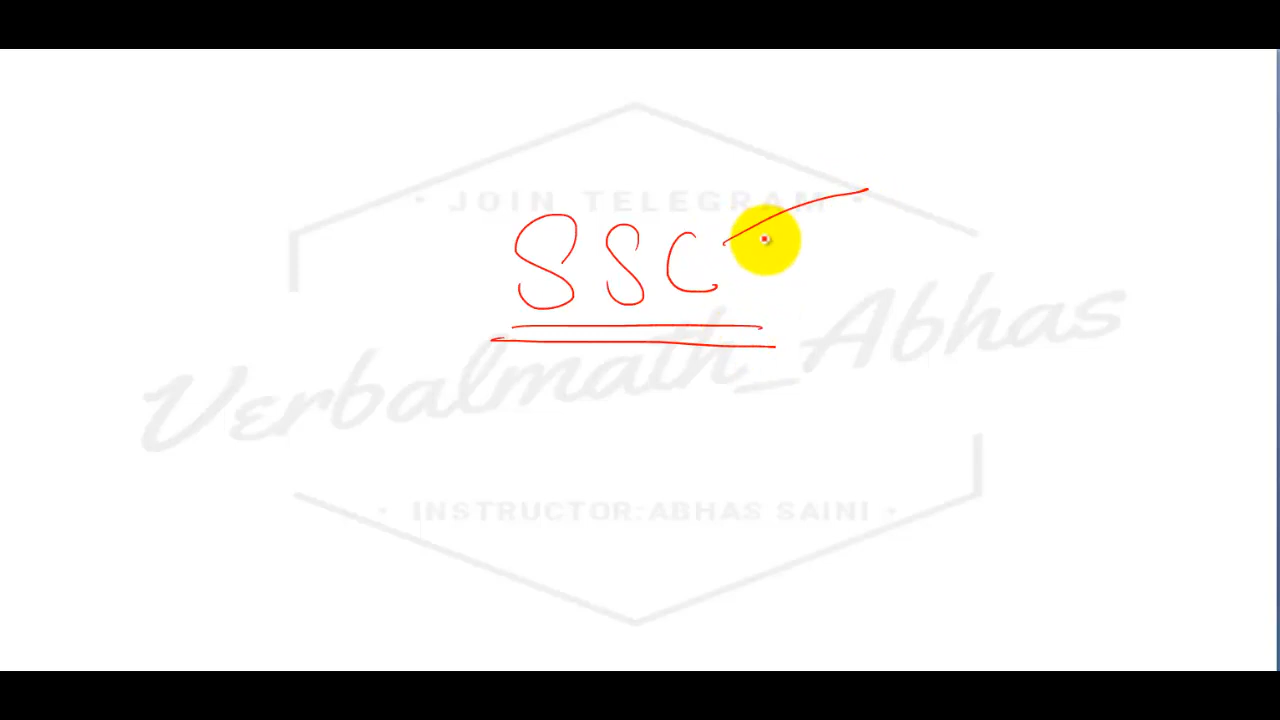 · JOIN TELEGRAM ·
SSC
Verbalmath_Abhas
· INSTRUCTOR:ABHAS SAINI ·